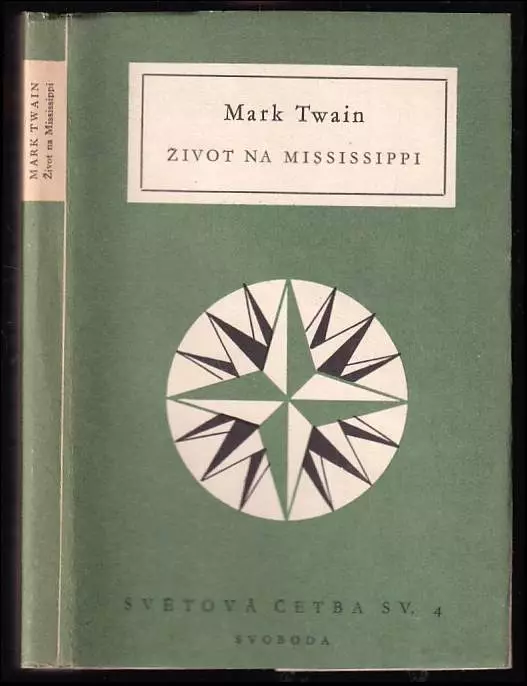 MARK TWAIN
Život na Mississippi
Mark Twain
ŽIVOT NA MISSISSIPPI
SVĚTOVÁ ČETBA SV. 4
SVOBODA